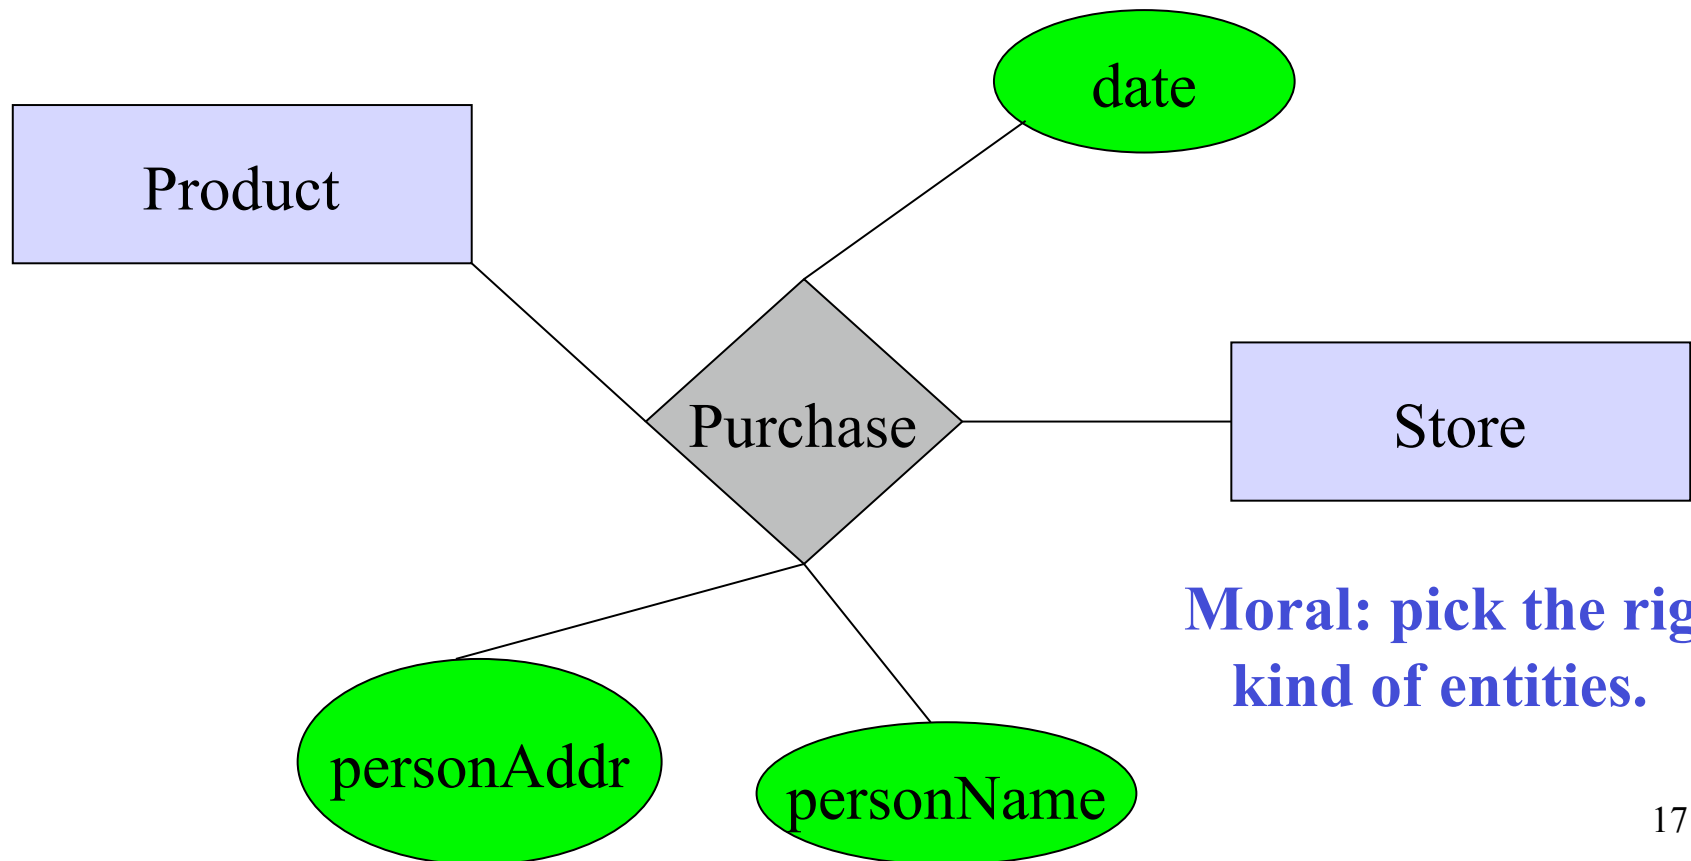 date
Product
Purchase
Store
Moral: pick the rig
kind of entities.
personAddr
personName
17